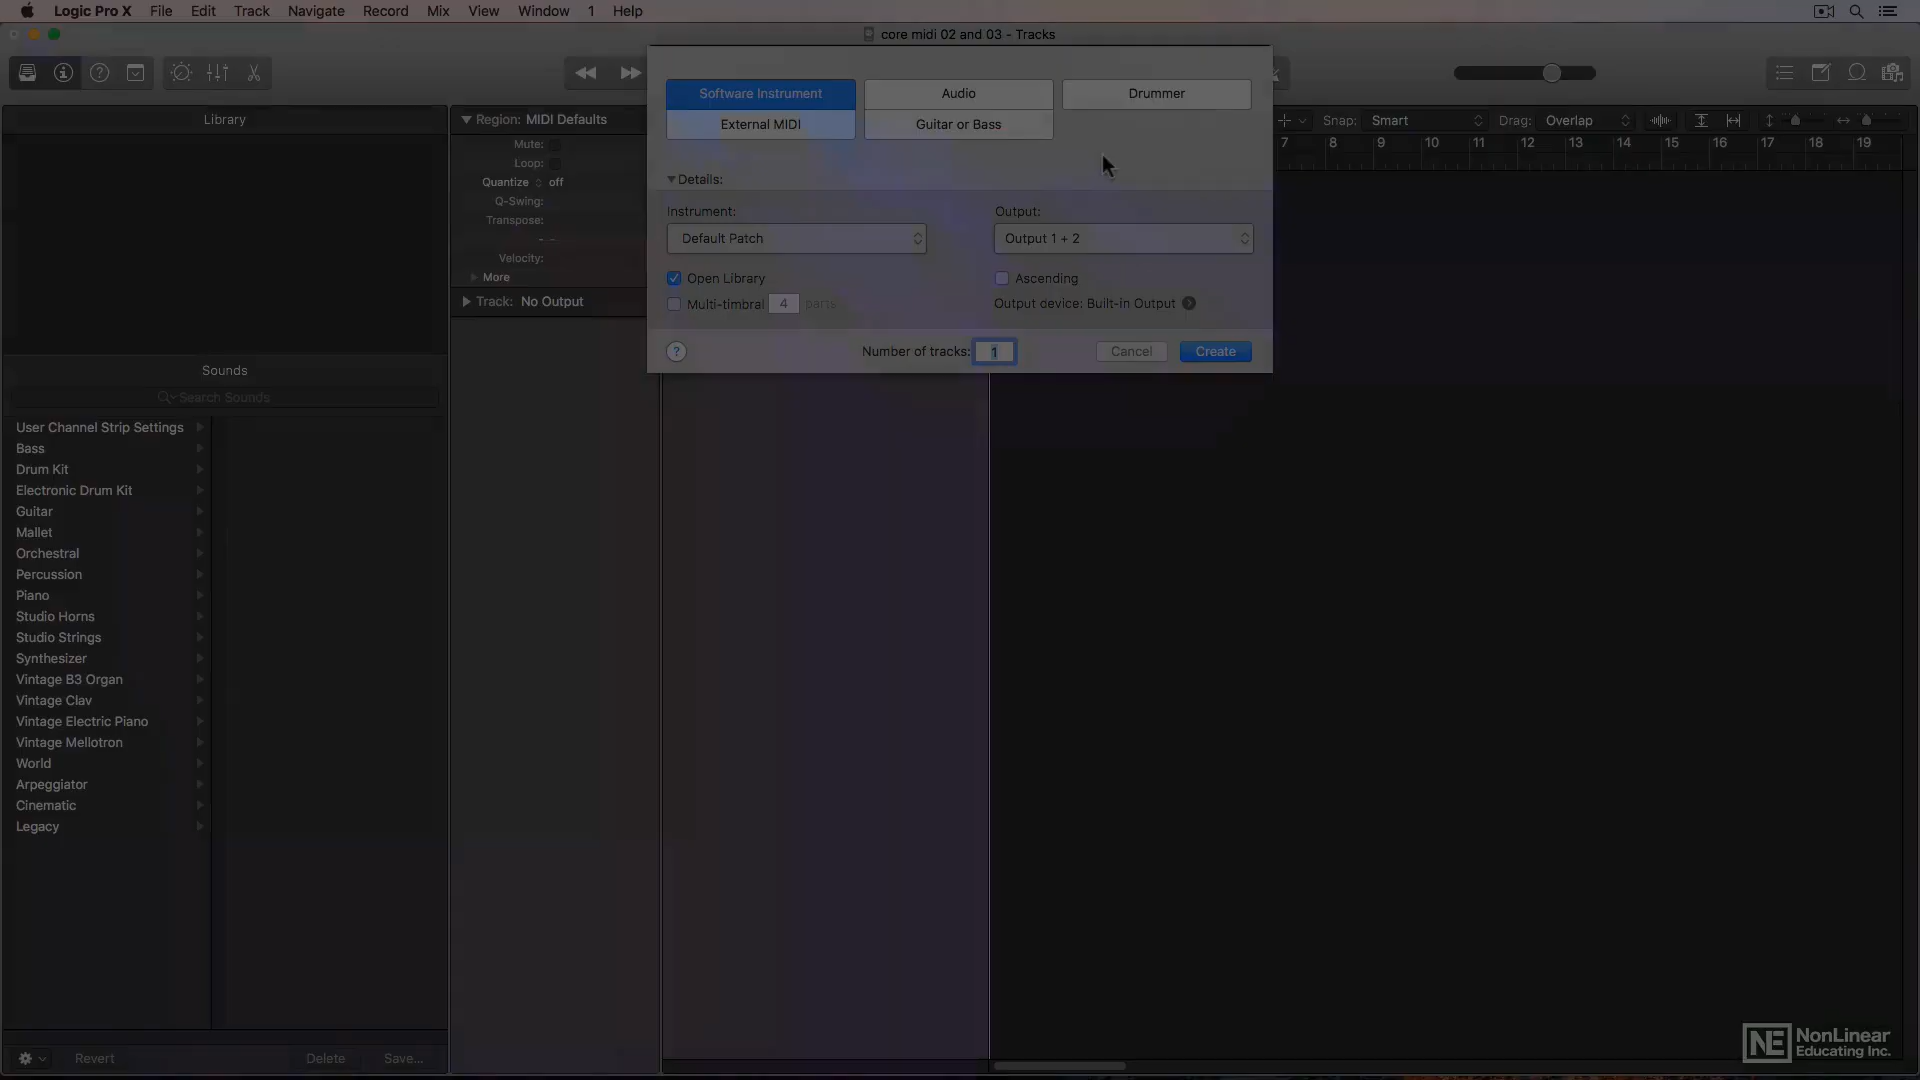 Logic Pro X File Edit Track Navigate Record Mix View Window 1 Help
core midi 02 and 03 - Tracks
Software Instrument Audio Drummer
External MIDI Guitar or Bass
Library
Region: MIDI Defaults
Snap: Smart Drag: Overlap
7 8 9 10 11 12 13 14 15 16 17 18 19
Mute:
Loop:
Quantize off
Q-Swing:
Transpose:
Velocity:
More
Track: No Output
Details:
Instrument: Output:
Default Patch Output 1 + 2
Open Library Ascending
Multi-timbral 4 parts Output device: Built-in Output
? Number of tracks: 1 Cancel Create
Sounds
Search Sounds
User Channel Strip Settings
Bass
Drum Kit
Electronic Drum Kit
Guitar
Mallet
Orchestral
Percussion
Piano
Studio Horns
Studio Strings
Synthesizer
Vintage B3 Organ
Vintage Clav
Vintage Electric Piano
Vintage Mellotron
World
Arpeggiator
Cinematic
Legacy
Revert Delete Save...
NE NonLinear
Educating Inc.